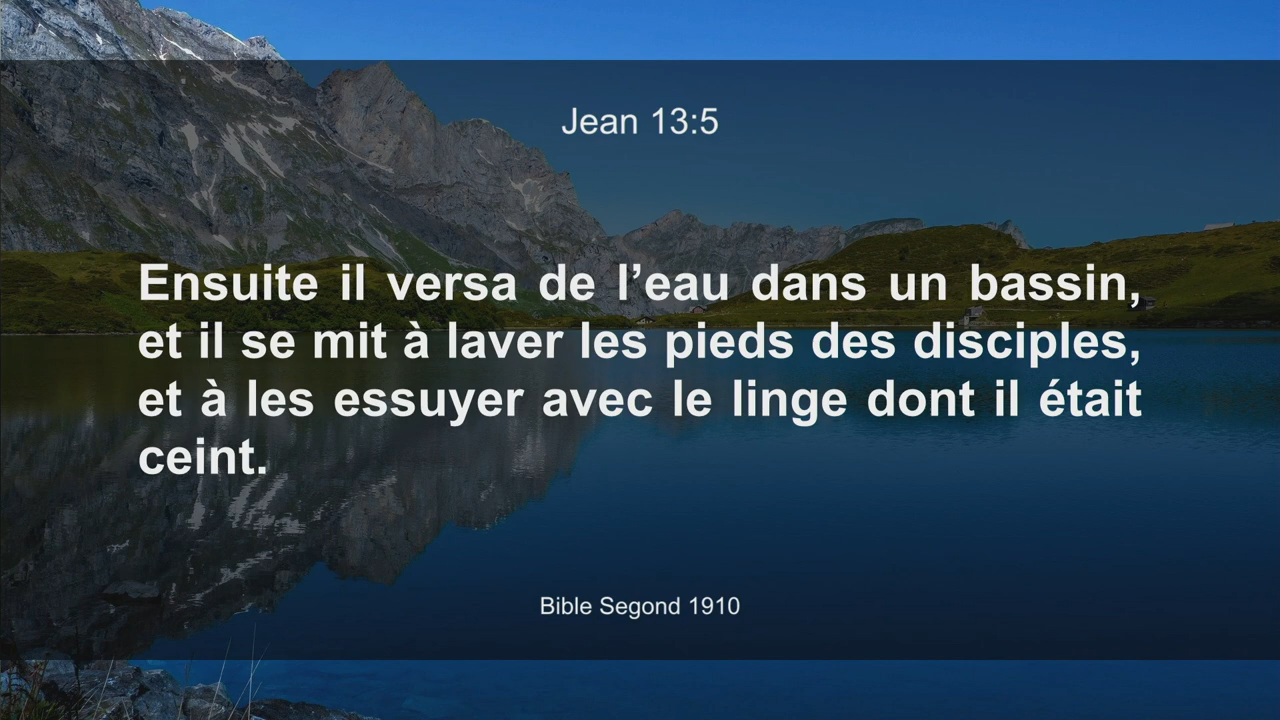 Jean 13:5
Ensuite il versa de l’eau dans un bassin,
et il se mit à laver les pieds des disciples,
et à les essuyer avec le linge dont il était
ceint.
Bible Segond 1910